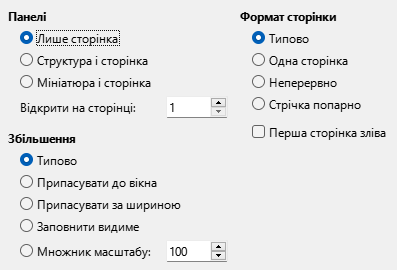 Панелі
Лише сторінка
Структура і сторінка
Мініатюра і сторінка
Відкрити на сторінці: 1
Збільшення
Типово
Припасувати до вікна
Припасувати за шириною
Заповнити видиме
Множник масштабу: 100
Формат сторінки
Типово
Одна сторінка
Неперервно
Стрічка попарно
Перша сторінка зліва